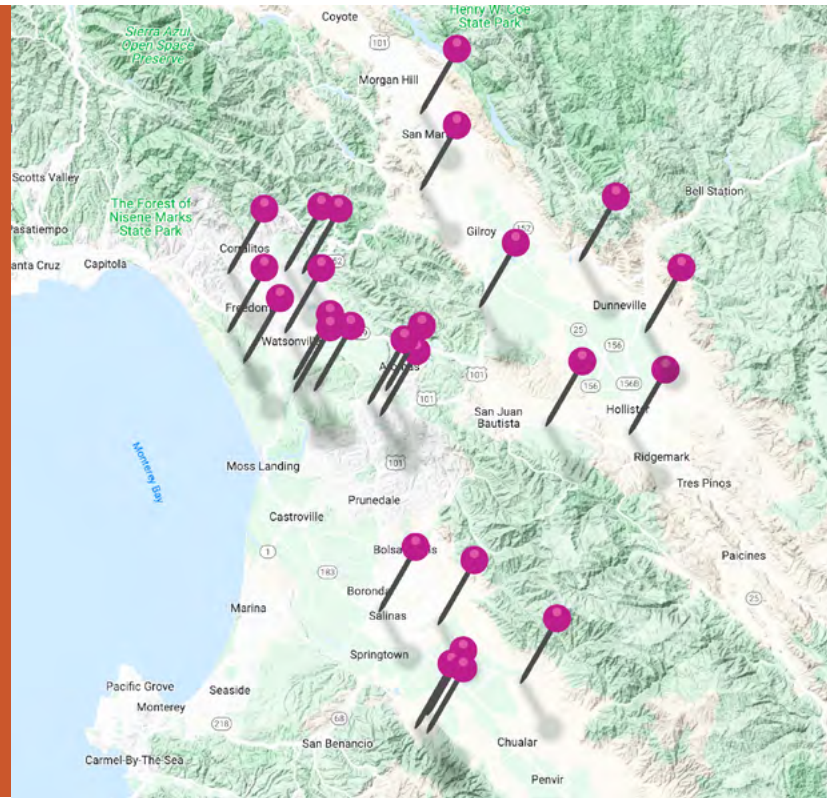 Coyote
Henry W. Coe
State Park
Sierra Azul
Open Space
Preserve
101
Morgan Hill
San Mar
Scotts Valley
Bell Station
The Forest of
Nisene Marks
State Park
Pasatiempo
Gilroy
152
Corralitos
Santa Cruz
Capitola
Dunneville
Freedom
25
156
Watsonville
101
156
156B
101
San Juan
Bautista
Hollister
Ridgemark
Tres Pinos
Moss Landing
101
Monterey Bay
Prunedale
Castroville
Paicines
1
183
25
Boronda
Marina
Salinas
Springtown
Pacific Grove
Seaside
Monterey
218
68
San Benancio
Chualar
Carmel-By-The-Sea
Penvir